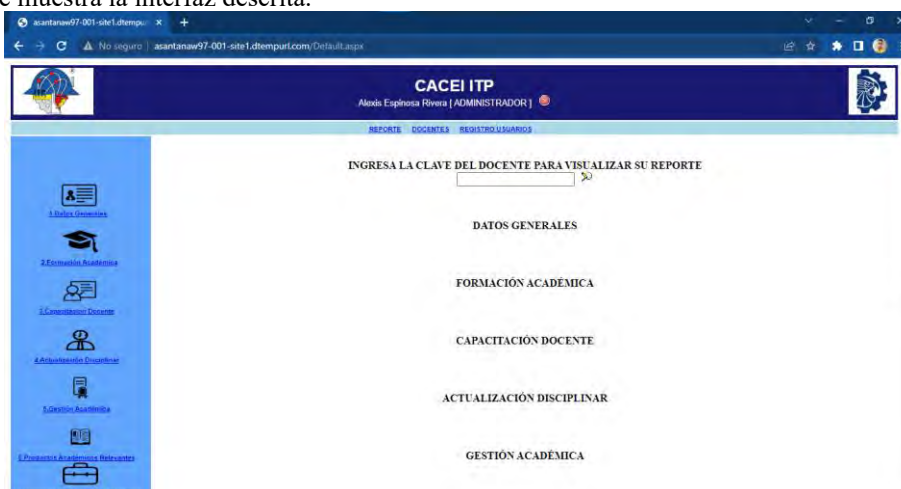 e muestra la interfaz descrita.
asantanaw97-001-site1.dtempu
No seguro | asantanaw97-001-site1.dtempurl.com/Default.aspx
CACEI ITP
Alexis Espinosa Rivera [ ADMINISTRADOR ]
REPORTE DOCENTES REGISTRO USUARIOS
INGRESA LA CLAVE DEL DOCENTE PARA VISUALIZAR SU REPORTE
1.Datos Generales
DATOS GENERALES
2.Formación Académica
FORMACIÓN ACADÉMICA
3.Capacitación Docente
CAPACITACIÓN DOCENTE
4.Actualización Disciplinar
ACTUALIZACIÓN DISCIPLINAR
5.Gestión Académica
GESTIÓN ACADÉMICA
Académicos Relevantes